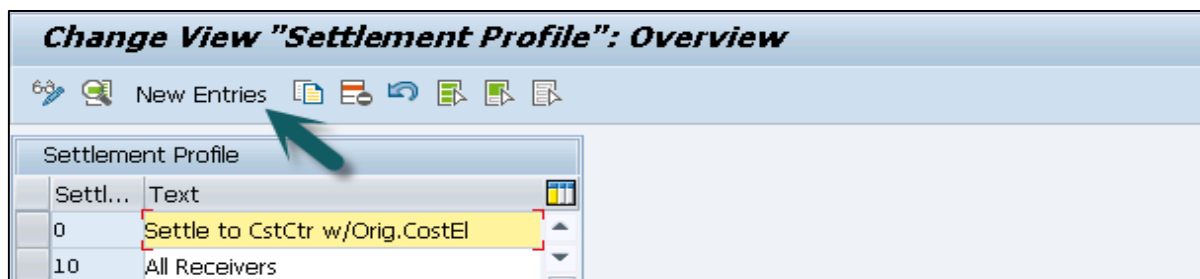 Change View "Settlement Profile": Overview
New Entries
Settlement Profile
Settl... Text
0 Settle to CstCtr w/Orig.CostEl
10 All Receivers